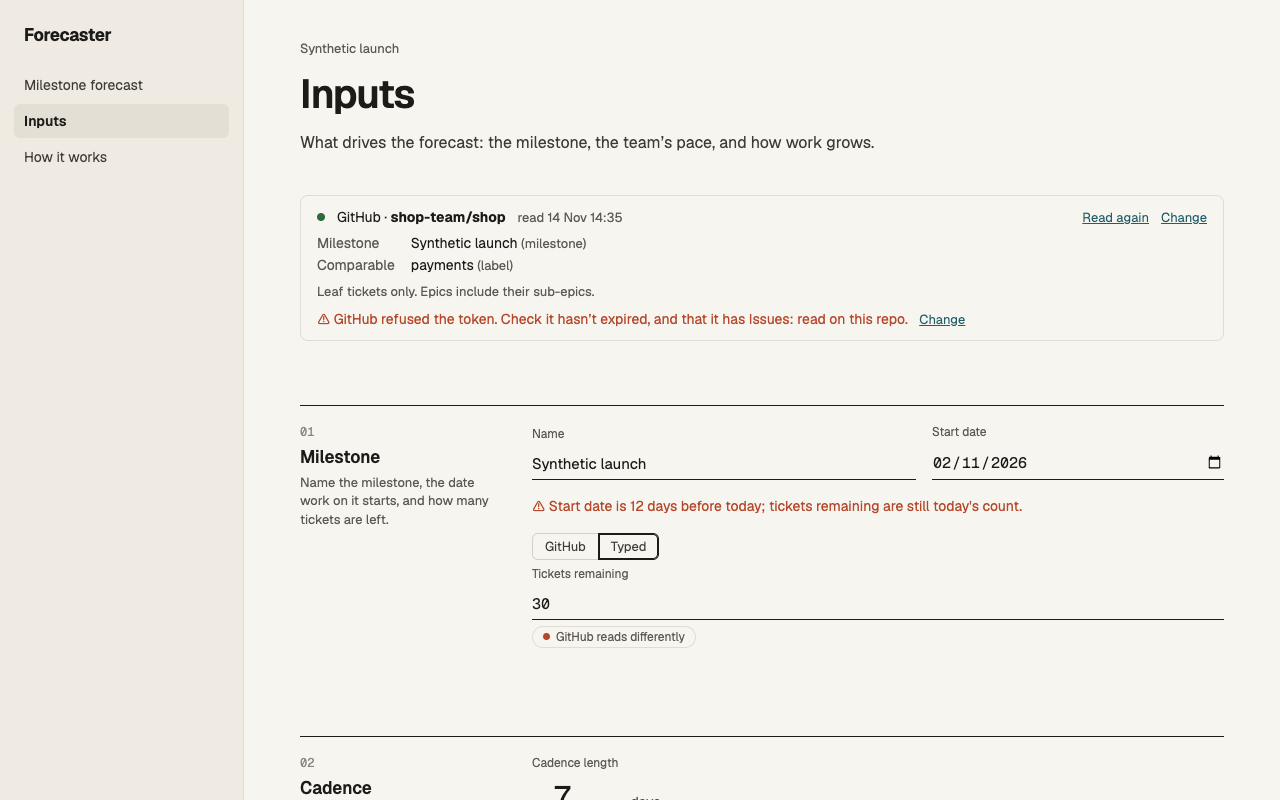 Forecaster
Milestone forecast
Inputs
How it works
Synthetic launch
Inputs
What drives the forecast: the milestone, the team’s pace, and how work grows.
GitHub · shop-team/shop read 14 Nov 14:35 Read again Change
Milestone Synthetic launch (milestone)
Comparable payments (label)
Leaf tickets only. Epics include their sub-epics.
GitHub refused the token. Check it hasn’t expired, and that it has Issues: read on this repo. Change
01
Milestone
Name the milestone, the date
work on it starts, and how many
tickets are left.
Name
Synthetic launch
Start date
02/11/2026
Start date is 12 days before today; tickets remaining are still today's count.
GitHub Typed
Tickets remaining
30
GitHub reads differently
02
Cadence
Cadence length
7 days